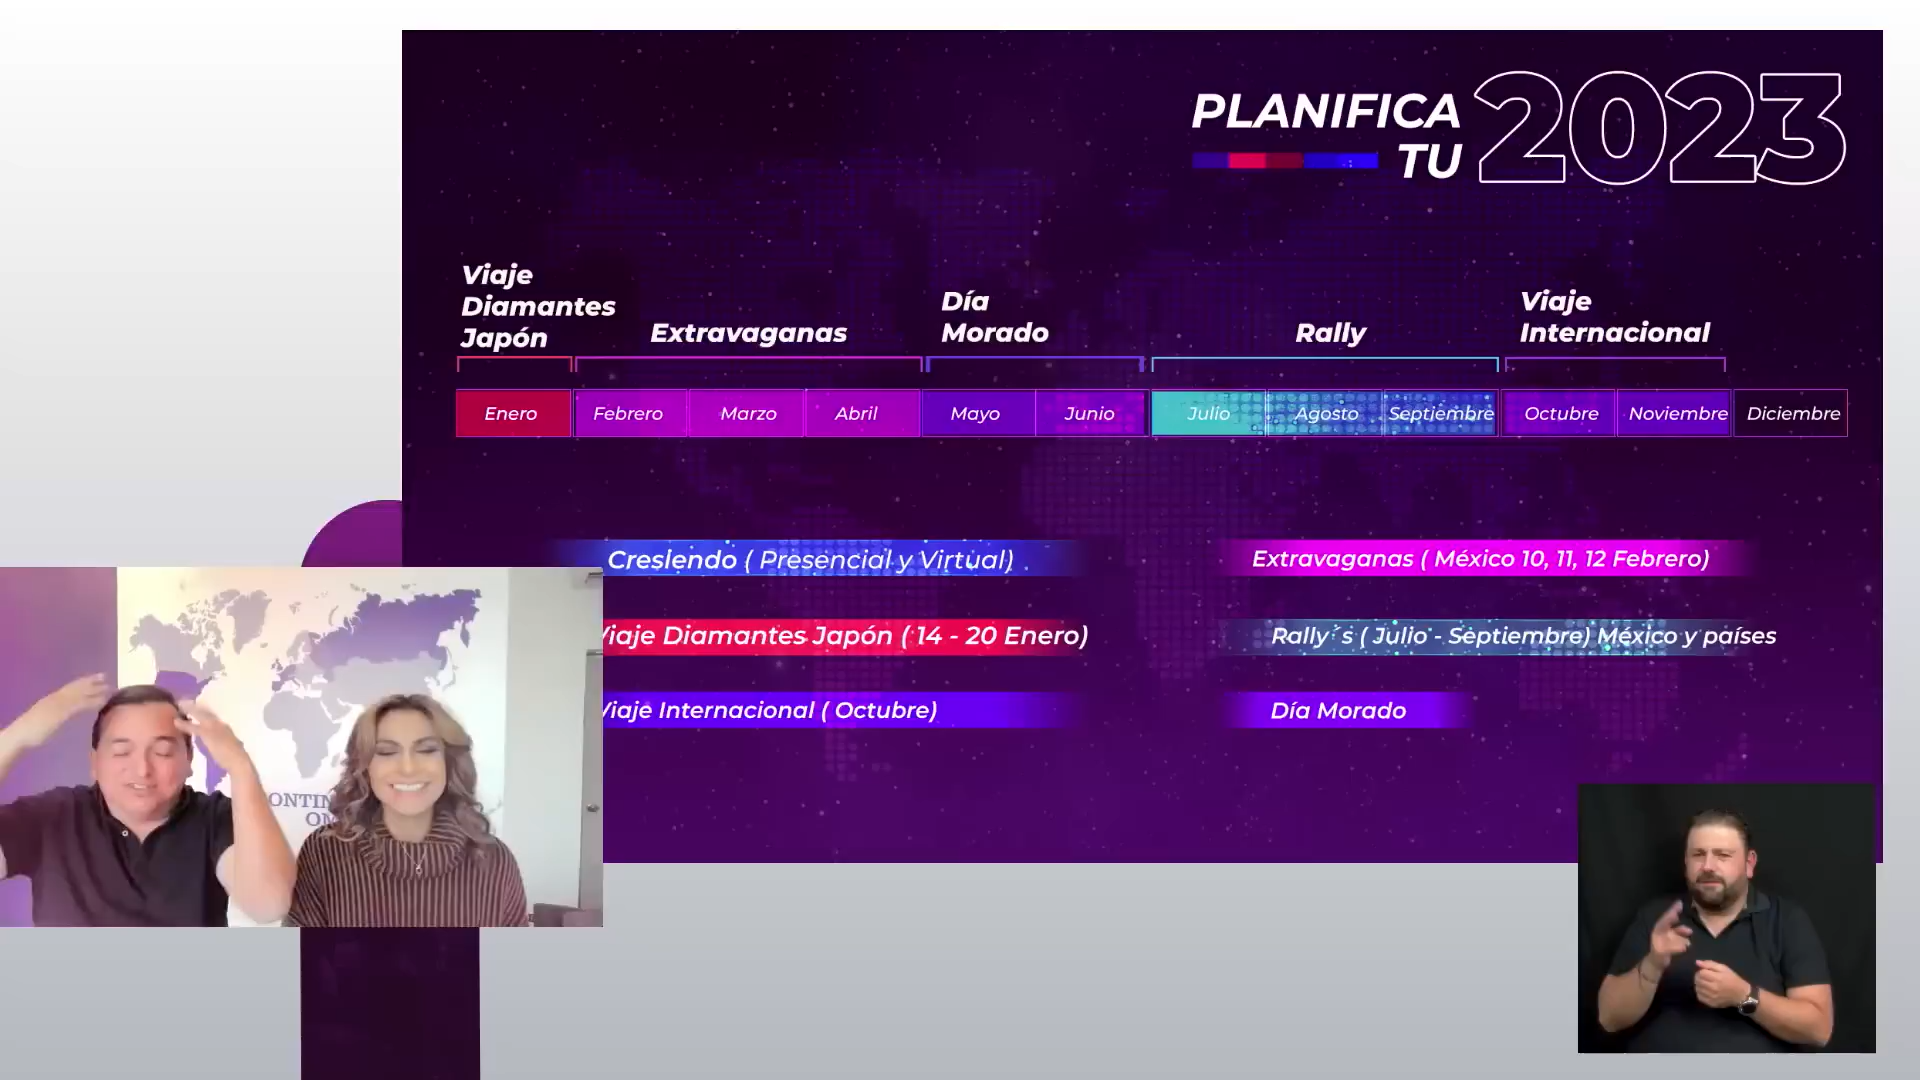 PLANIFICA
TU
2023
Viaje
Diamantes
Japón
Extravaganas
Día
Morado
Rally
Viaje
Internacional
Enero
Febrero
Marzo
Abril
Mayo
Junio
Julio
Agosto
Septiembre
Octubre
Noviembre
Diciembre
Creslendo ( Presencial y Virtual)
Extravaganas ( México 10, 11, 12 Febrero)
Viaje Diamantes Japón ( 14 - 20 Enero)
Rally´s ( Julio - Septiembre) México y países
Viaje Internacional ( Octubre)
Día Morado